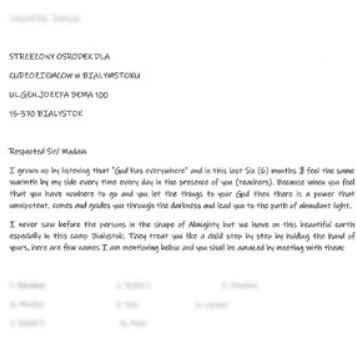 STRZEŻONY OŚRODEK DLA
CUDZOZIEMCOW W BIALYMSTOKU
UL.GEN.JOZEFA BEMA 100
15-370 BIALYSTOK
Respected Sir/ Madam
I grown up by listening that "God has everywhere" and in this last Six (6) months I feel the same
warmth by my side every time every day in the presence of you (teachers). Because when you feel
that you have nowhere to go and you let the things to your God then there is a power that
omnipotent, comes and guides you through the darkness and lead you to the path of abundant light.
I never saw before the persons in the shape of Almighty but we have on this beautiful earth
especially in this camp Bialystok. They treat you like a child step by step by holding the hand of
yours, here are few names I am mentioning below and you shall be amazed by meeting with them: